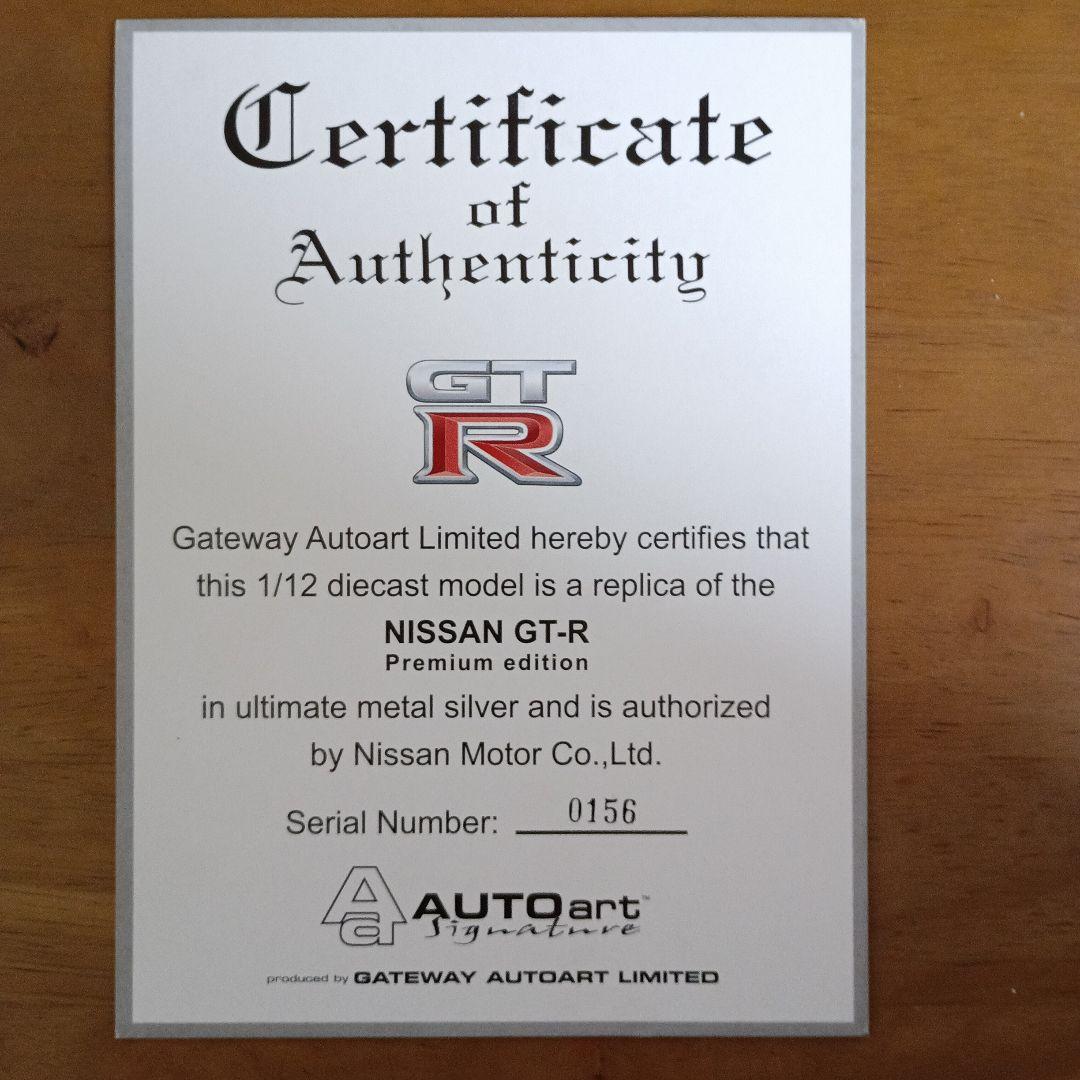 Certificate
of
Authenticity
GT
R
Gateway Autoart Limited hereby certifies that
this 1/12 diecast model is a replica of the
NISSAN GT-R
Premium edition
in ultimate metal silver and is authorized
by Nissan Motor Co.,Ltd.
Serial Number: 0156
Aa AUTOart™
Signature
produced by GATEWAY AUTOART LIMITED